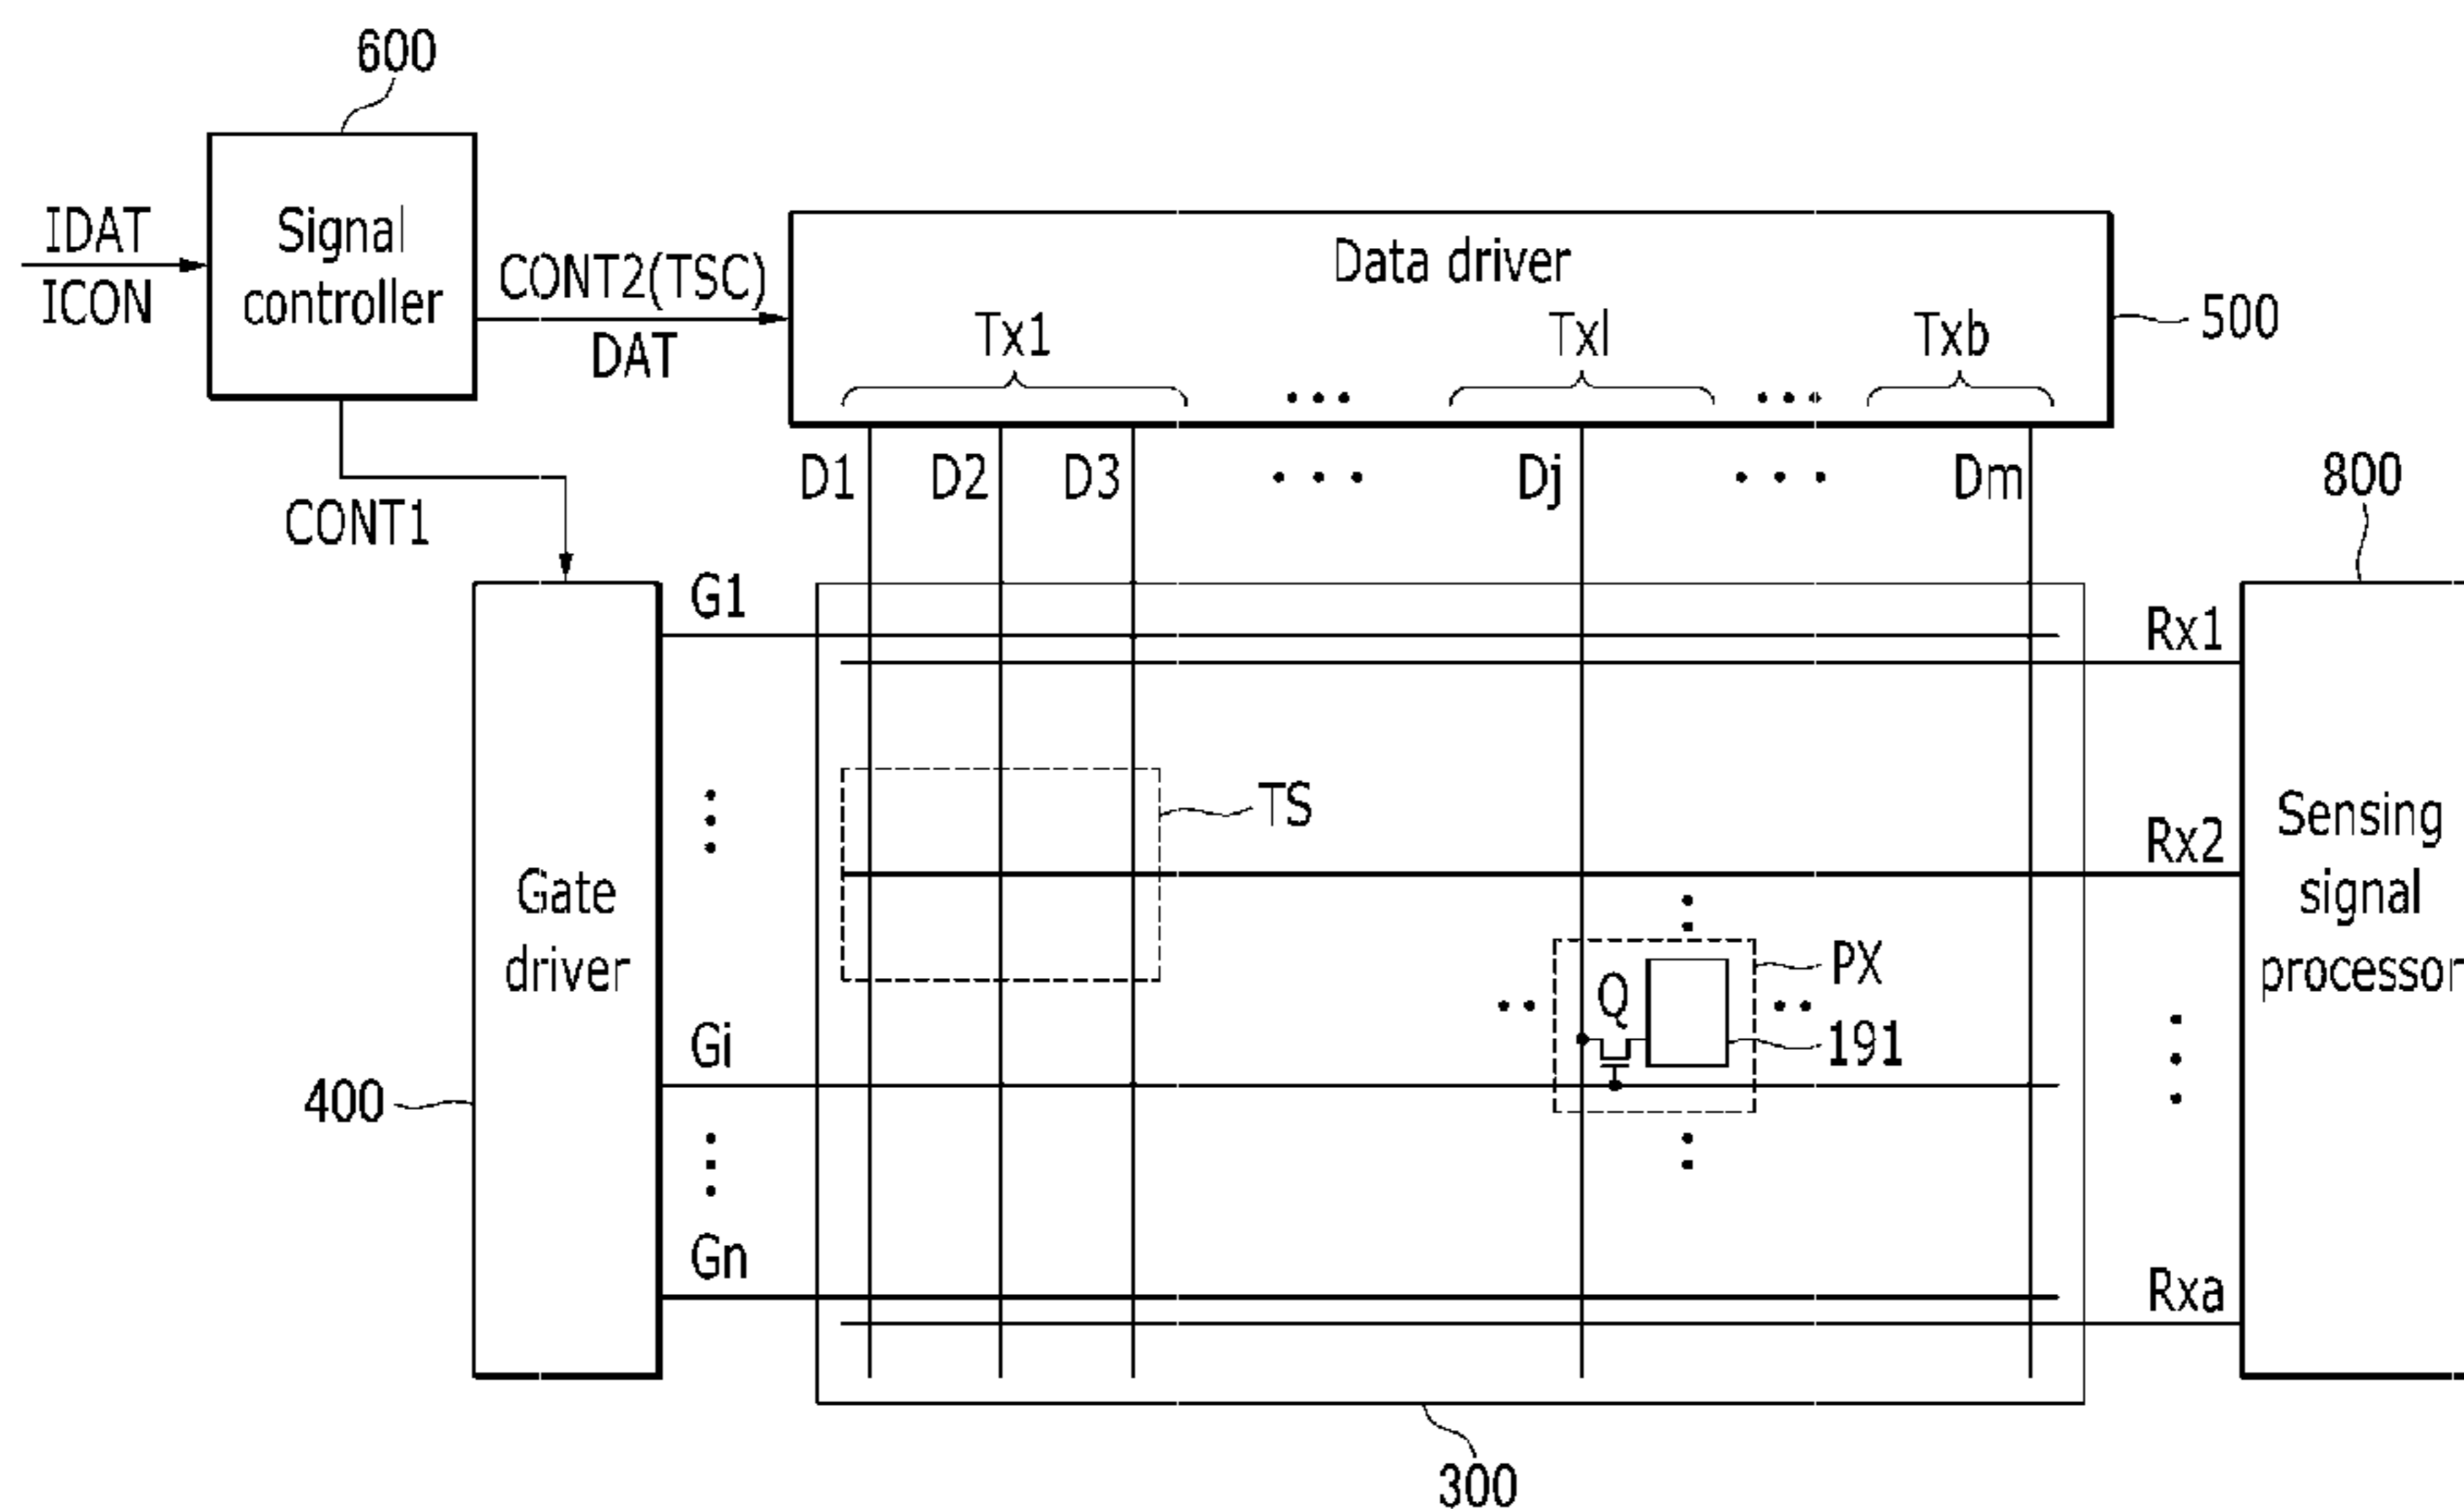 600
IDAT
ICON
Signal
controller
CONT2(TSC)
DAT
CONT1
Data driver
Tx1
Txl
Txb
500
D1
D2
D3
Dj
Dm
800
G1
Rx1
TS
Rx2
Gate
driver
Sensing
signal
processor
PX
Q
191
Gi
400
Gn
Rxa
300